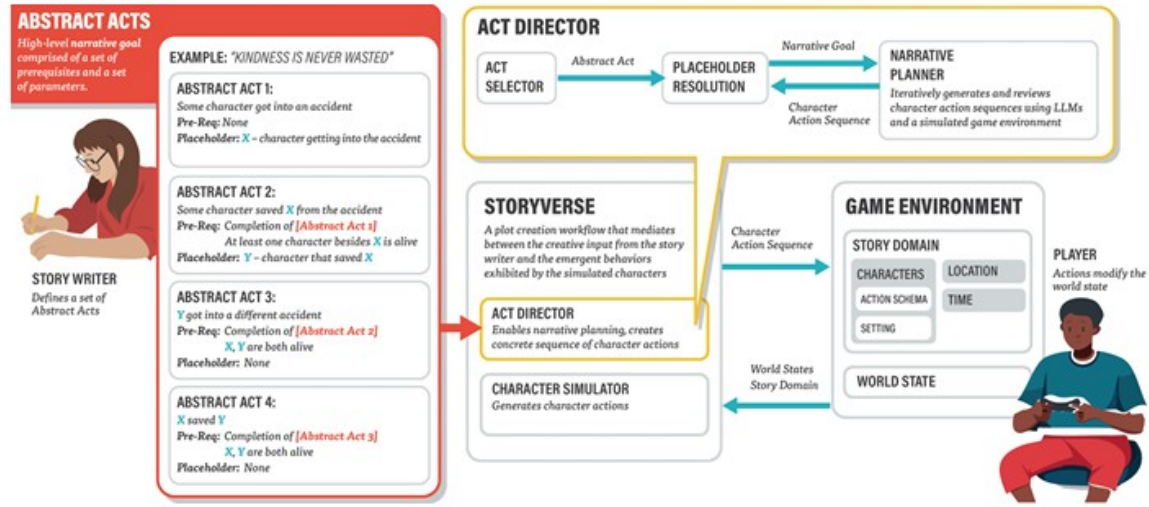 ABSTRACT ACTS
High-level narrative goal
comprised of a set of
prerequisites and a set
of parameters.
STORY WRITER
Defines a set of
Abstract Acts
EXAMPLE: "KINDNESS IS NEVER WASTED"
ABSTRACT ACT 1:
Some character got into an accident
Pre-Req: None
Placeholder: X – character getting into the accident
ABSTRACT ACT 2:
Some character saved X from the accident
Pre-Req: Completion of [Abstract Act 1]
At least one character besides X is alive
Placeholder: Y – character that saved X
ABSTRACT ACT 3:
Y got into a different accident
Pre-Req: Completion of [Abstract Act 2]
X, Y are both alive
Placeholder: None
ABSTRACT ACT 4:
X saved Y
Pre-Req: Completion of [Abstract Act 3]
X, Y are both alive
Placeholder: None
ACT DIRECTOR
ACT
SELECTOR
Abstract Act
PLACEHOLDER
RESOLUTION
Narrative Goal
Character
Action Sequence
NARRATIVE
PLANNER
Iteratively generates and reviews
character action sequences using LLMs
and a simulated game environment
STORYVERSE
A plot creation workflow that mediates
between the creative input from the story
writer and the emergent behaviors
exhibited by the simulated characters
ACT DIRECTOR
Enables narrative planning, creates
concrete sequence of character actions
CHARACTER SIMULATOR
Generates character actions
Character
Action Sequence
World States
Story Domain
GAME ENVIRONMENT
STORY DOMAIN
CHARACTERS
ACTION SCHEMA
SETTING
LOCATION
TIME
WORLD STATE
PLAYER
Actions modify the
world state